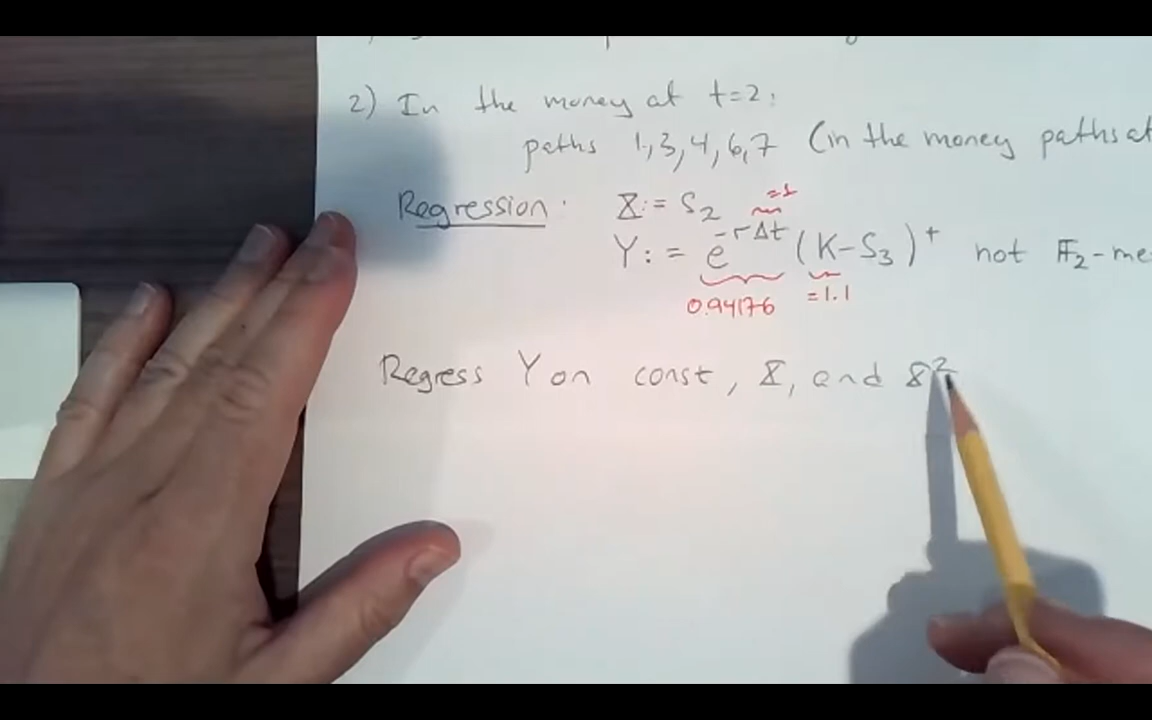 2) In the money at t=2:
paths 1,3,4,6,7 (in the money paths at
Regression: X:= S₂ =1
Y:= e^{-rΔt} (K-S₃)⁺ not F₂-me
0.94176 =1.1
Regress Y on const, X, and X²